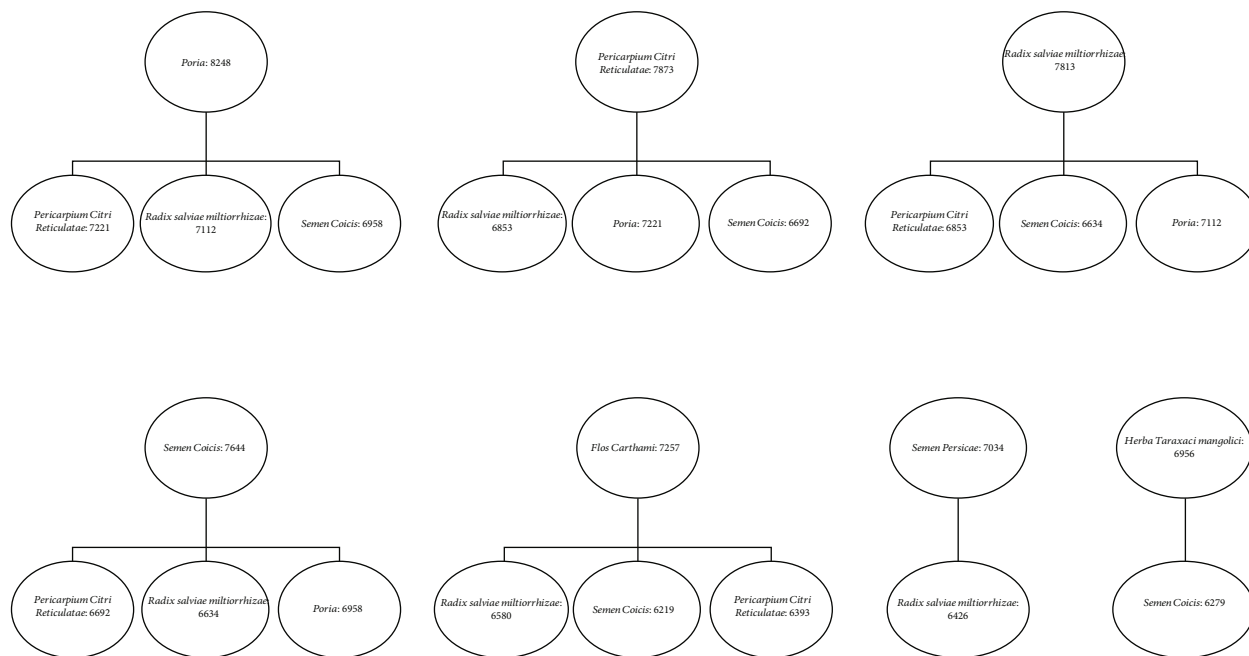 Poria: 8248
Pericarpium Citri
Reticulatae: 7873
Radix salviae miltiorrhizae:
7813
Pericarpium Citri
Reticulatae: 7221
Radix salviae miltiorrhizae:
7112
Semen Coicis: 6958
Radix salviae miltiorrhizae:
6853
Poria: 7221
Semen Coicis: 6692
Pericarpium Citri
Reticulatae: 6853
Semen Coicis: 6634
Poria: 7112
Semen Coicis: 7644
Flos Carthami: 7257
Semen Persicae: 7034
Herba Taraxaci mangolici:
6956
Pericarpium Citri
Reticulatae: 6692
Radix salviae miltiorrhizae:
6634
Poria: 6958
Radix salviae miltiorrhizae:
6580
Semen Coicis: 6219
Pericarpium Citri
Reticulatae: 6393
Radix salviae miltiorrhizae:
6426
Semen Coicis: 6279